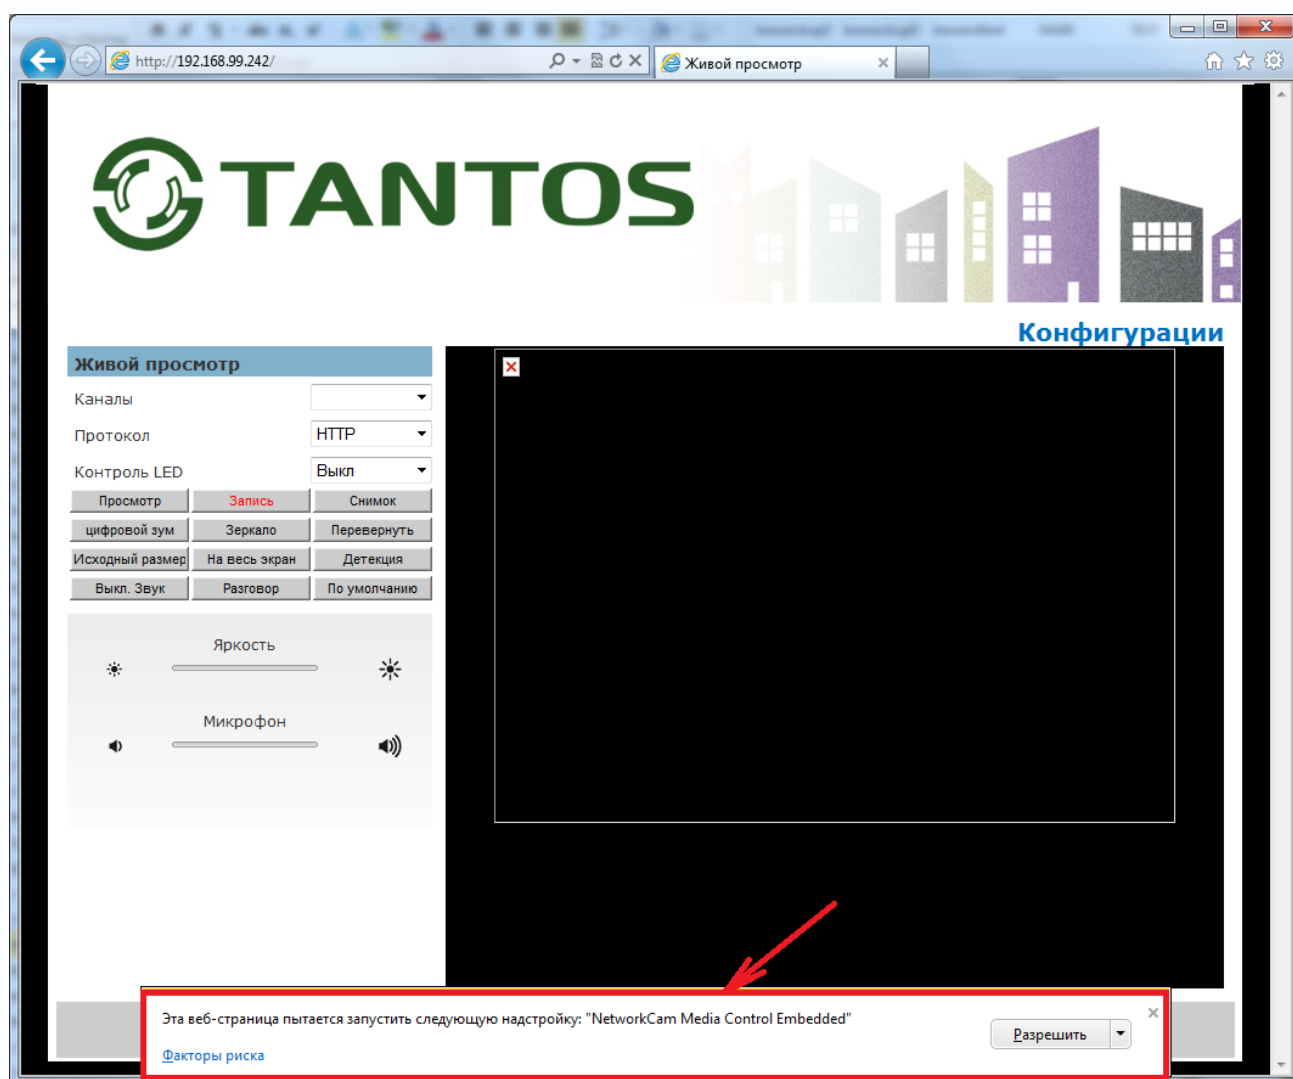 http://192.168.99.242/
Живой просмотр
TANTOS
Конфигурации
Живой просмотр
Каналы
Протокол HTTP
Контроль LED Выкл
Просмотр Запись Снимок
цифровой зум Зеркало Перевернуть
Исходный размер На весь экран Детекция
Выкл. Звук Разговор По умолчанию
Яркость
Микрофон
Эта веб-страница пытается запустить следующую надстройку: "NetworkCam Media Control Embedded"
Разрешить
Факторы риска